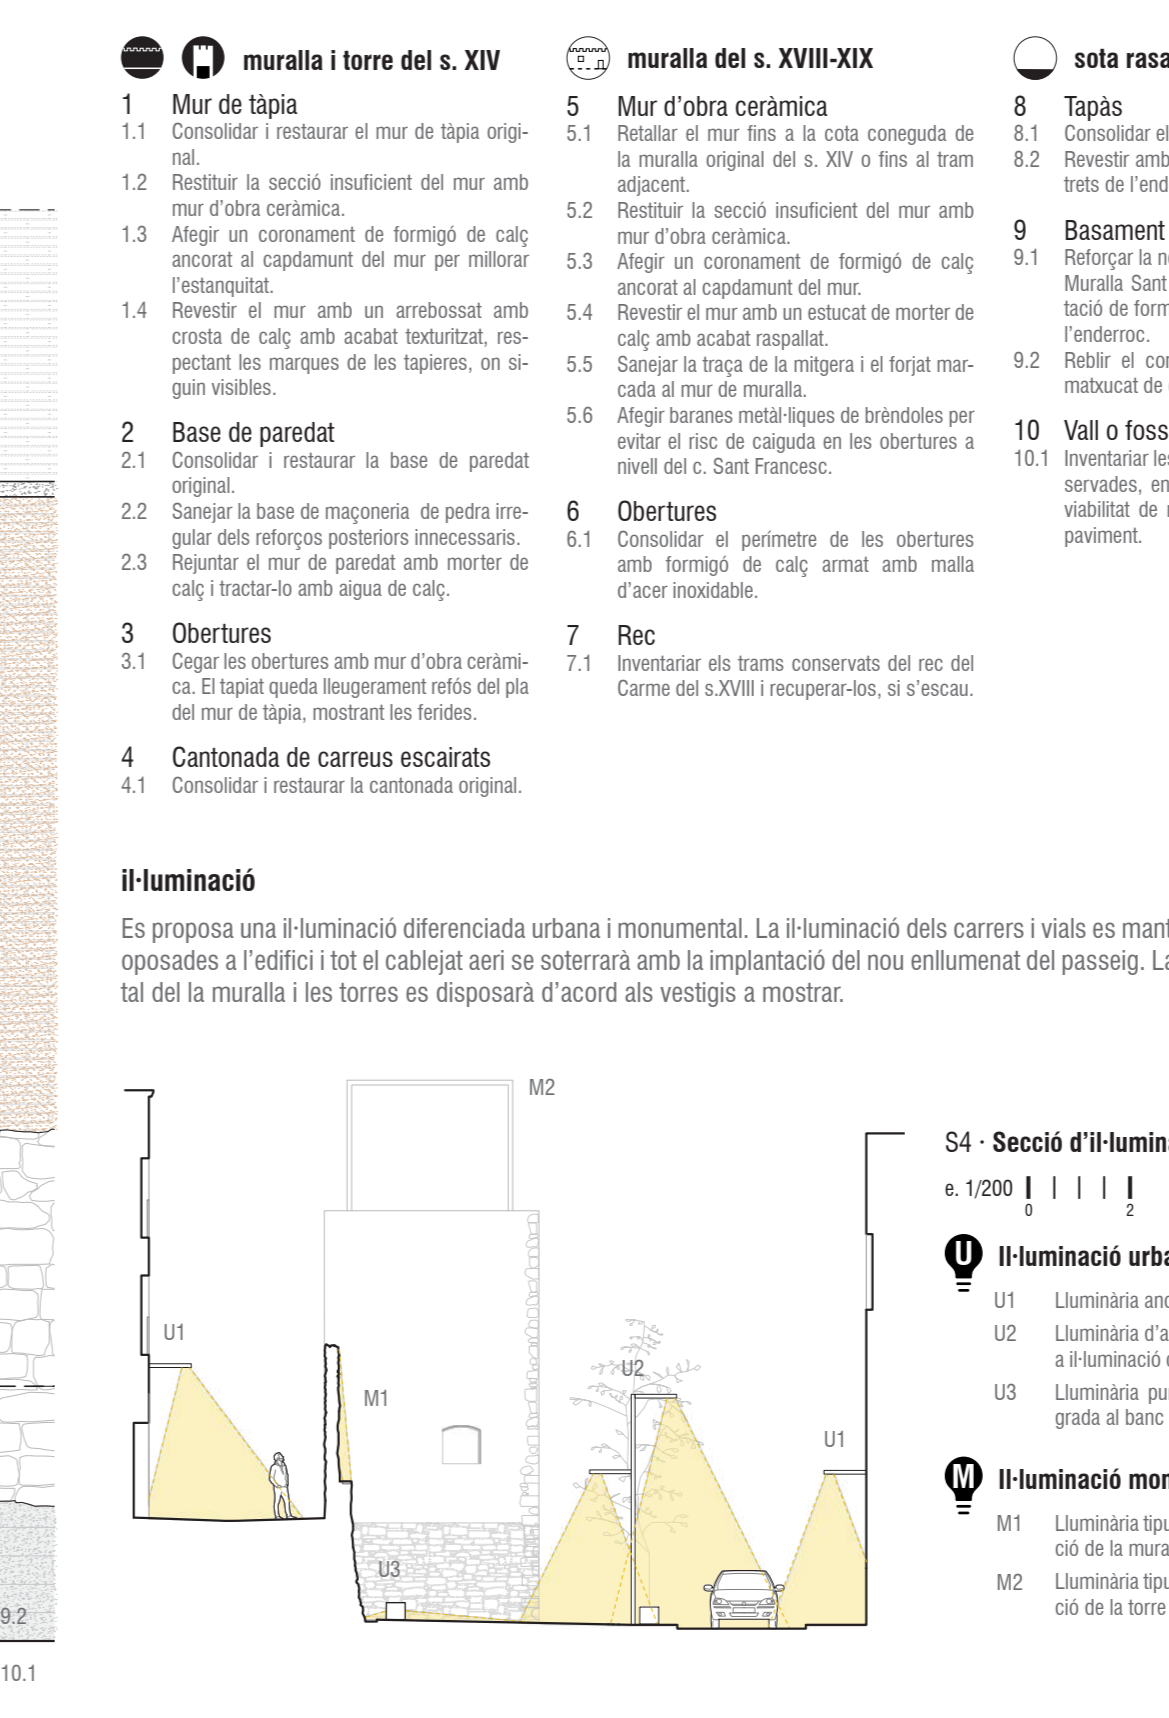 muralla i torre del s. XIV
1 Mur de tàpia
1.1 Consolidar i restaurar el mur de tàpia origi-
nal.
1.2 Restituir la secció insuficient del mur amb
mur d'obra ceràmica.
1.3 Afegir un coronament de formigó de calç
ancorat al capdamunt del mur per millorar
l'estanquitat.
1.4 Revestir el mur amb un arrebossat amb
crosta de calç amb acabat texturitzat, res-
pectant les marques de les tapieres, on si-
guin visibles.
2 Base de paredat
2.1 Consolidar i restaurar la base de paredat
original.
2.2 Sanejar la base de maçoneria de pedra irre-
gular dels reforços posteriors innecessaris.
2.3 Rejuntar el mur de paredat amb morter de
calç i tractar-lo amb aigua de calç.
3 Obertures
3.1 Cegar les obertures amb mur d'obra ceràmi-
ca. El tapiat queda lleugerament refós del pla
del mur de tàpia, mostrant les ferides.
4 Cantonada de carreus escairats
4.1 Consolidar i restaurar la cantonada original.
muralla del s. XVIII-XIX
5 Mur d'obra ceràmica
5.1 Retallar el mur fins a la cota coneguda de
la muralla original del s. XIV o fins al tram
adjacent.
5.2 Restituir la secció insuficient del mur amb
mur d'obra ceràmica.
5.3 Afegir un coronament de formigó de calç
ancorat al capdamunt del mur.
5.4 Revestir el mur amb un estucat de morter de
calç amb acabat raspallat.
5.5 Sanejar la traça de la mitgera i el forjat mar-
cada al mur de muralla.
5.6 Afegir baranes metàl·liques de brèndoles per
evitar el risc de caiguda en les obertures a
nivell del c. Sant Francesc.
6 Obertures
6.1 Consolidar el perímetre de les obertures
amb formigó de calç armat amb malla
d'acer inoxidable.
7 Rec
7.1 Inventariar els trams conservats del rec del
Carme del s.XVIII i recuperar-los, si s'escau.
sota rasa
8 Tapàs
8.1 Consolidar el
8.2 Revestir amb
trets de l'end
9 Basament
9.1 Reforçar la
Muralla Sant
tació de form
l'enderroc.
9.2 Reblir el
matxucat de
10 Vall o foss
10.1 Inventariar les
servades, en
viabilitat de
paviment.
il·luminació
Es proposa una il·luminació diferenciada urbana i monumental. La il·luminació dels carrers i vials es mant
oposades a l'edifici i tot el cablejat aeri se soterrarà amb la implantació del nou enllumenat del passeig. La
tal del la muralla i les torres es disposarà d'acord als vestigis a mostrar.
M2
U1
M1
U2
U1
U3
9.2
10.1
S4 · Secció d'il·lumina
e. 1/200
0 2
U Il·luminació urba
U1 Lluminària anc
U2 Lluminària d'a
a il·luminació
U3 Lluminària pun
grada al banc
M Il·luminació mon
M1 Lluminària tipu
ció de la mura
M2 Lluminària tipu
ció de la torre